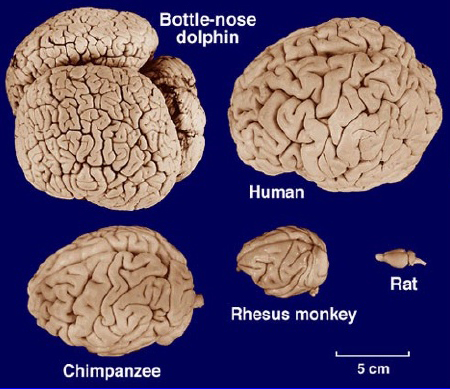 Bottle-nose
dolphin
Human
Rat
Rhesus monkey
Chimpanzee
5 cm